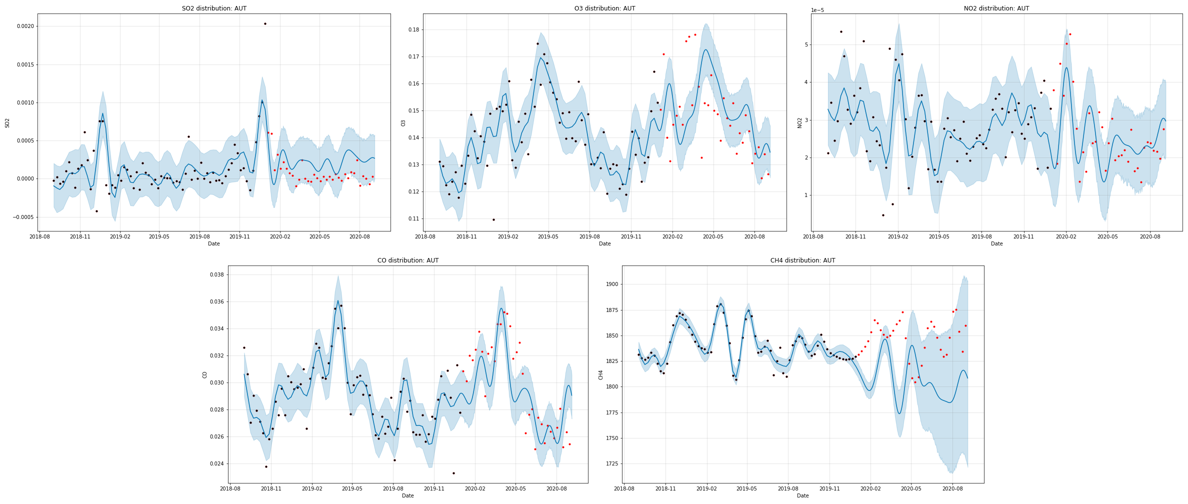 SO2 distribution: AUT
0.0020
0.0015
0.0010
0.0005
0.0000
−0.0005
SO2
2018-08 2018-11 2019-02 2019-05 2019-08 2019-11 2020-02 2020-05 2020-08
Date
O3 distribution: AUT
0.18
0.17
0.16
0.15
0.14
0.13
0.12
0.11
O3
2018-08 2018-11 2019-02 2019-05 2019-08 2019-11 2020-02 2020-05 2020-08
Date
NO2 distribution: AUT
1e−5
5
4
3
2
1
NO2
2018-08 2018-11 2019-02 2019-05 2019-08 2019-11 2020-02 2020-05 2020-08
Date
CO distribution: AUT
0.038
0.036
0.034
0.032
0.030
0.028
0.026
0.024
CO
2018-08 2018-11 2019-02 2019-05 2019-08 2019-11 2020-02 2020-05 2020-08
Date
CH4 distribution: AUT
1900
1875
1850
1825
1800
1775
1750
1725
CH4
2018-08 2018-11 2019-02 2019-05 2019-08 2019-11 2020-02 2020-05 2020-08
Date